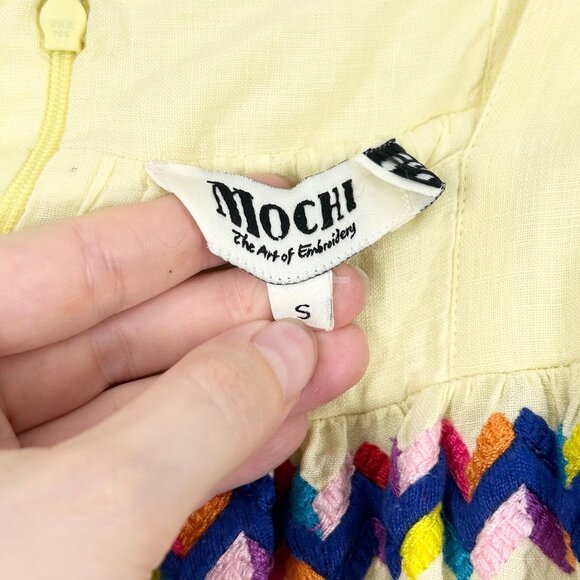 MOCHI
The Art of Embroidery
S